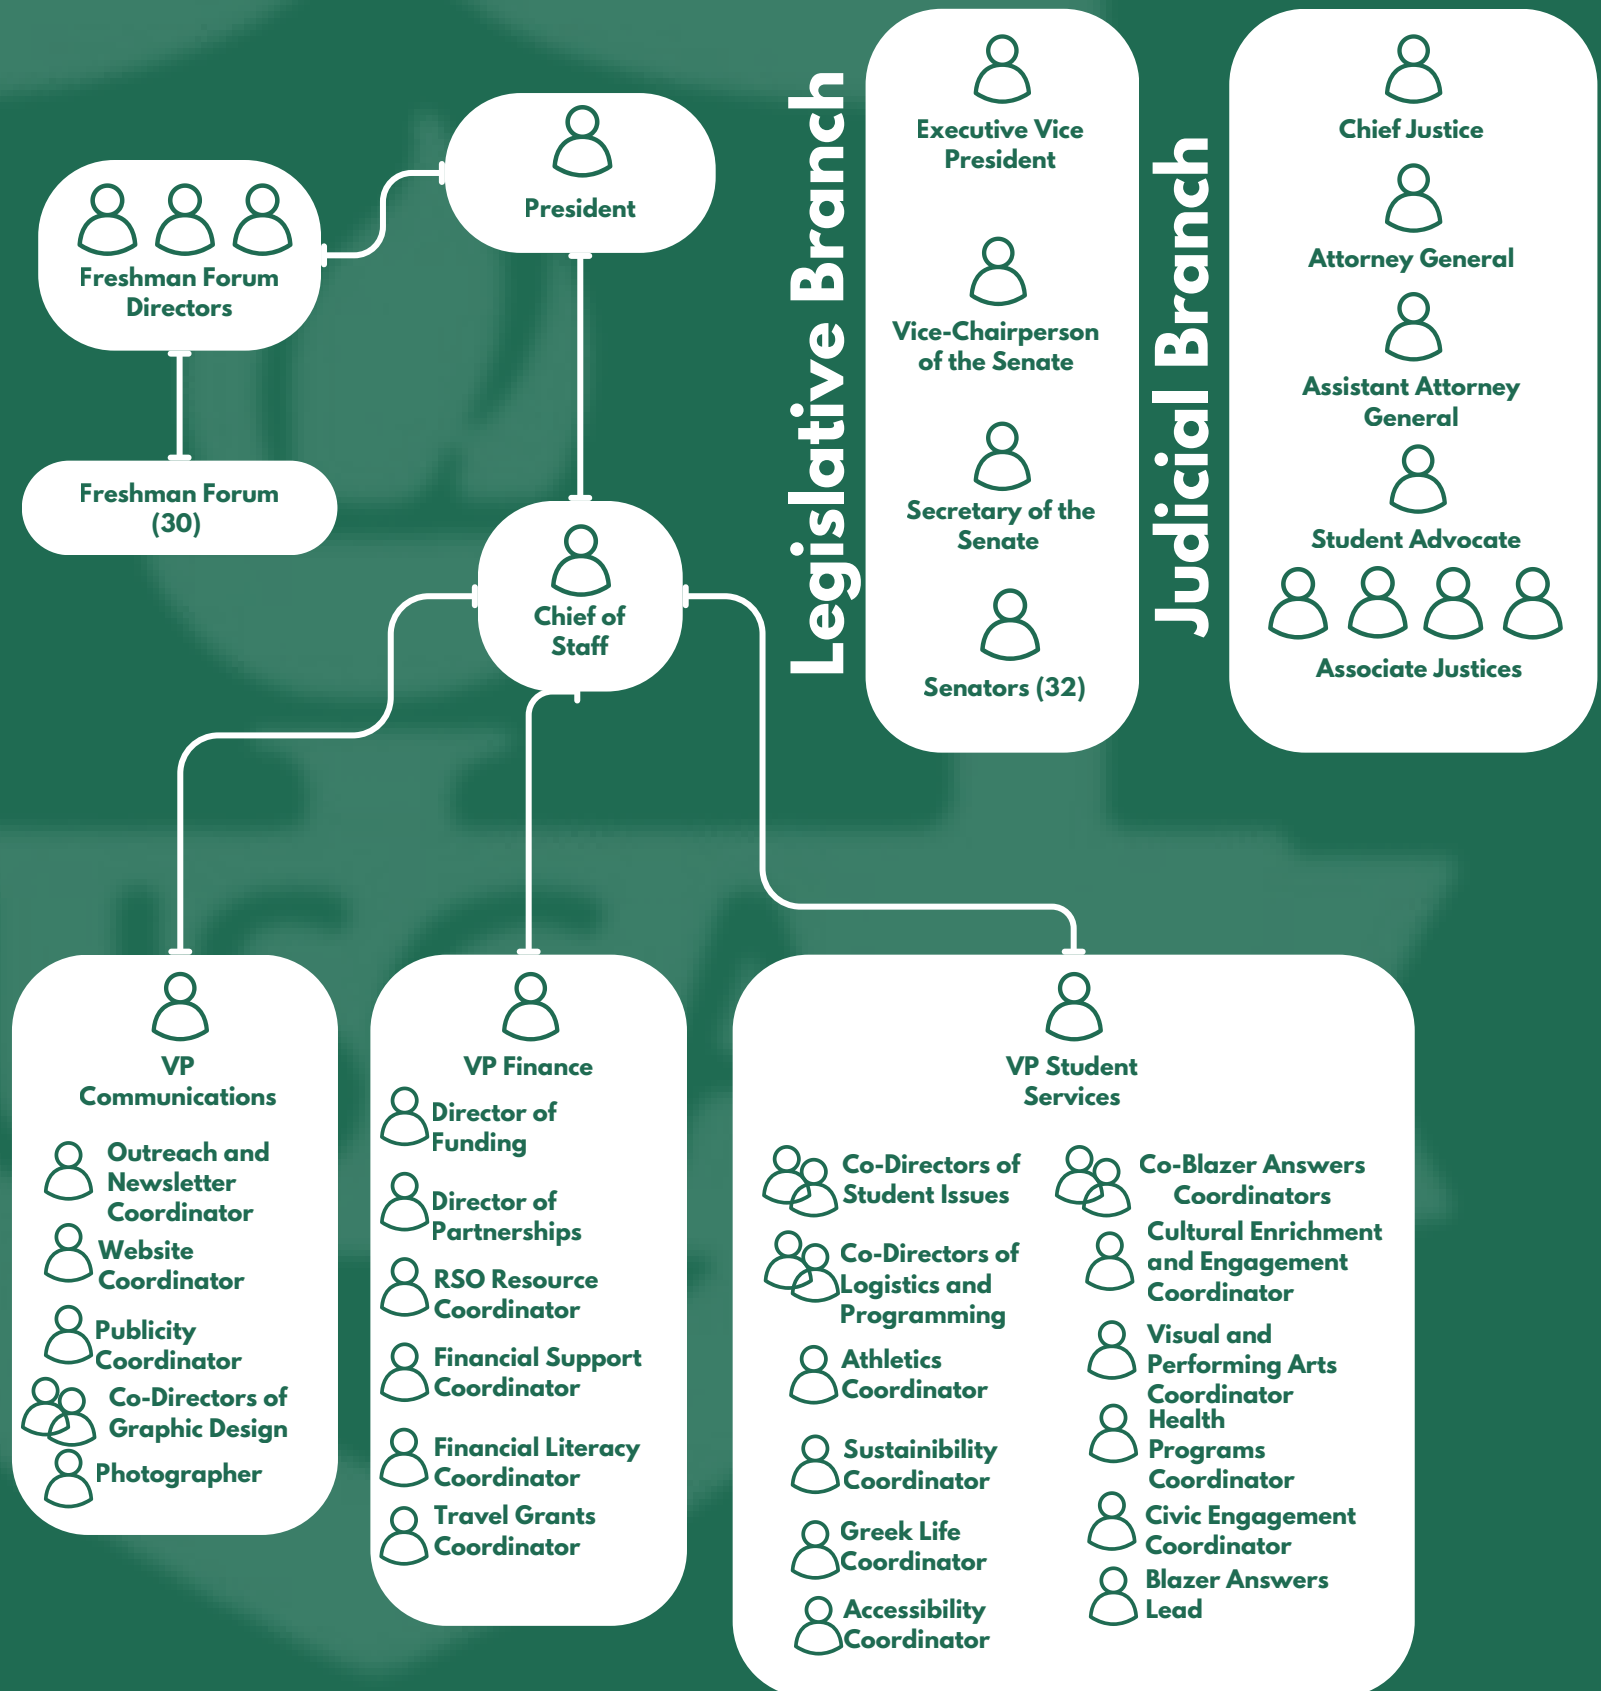 President
Freshman Forum
Directors
Freshman Forum
(30)
Chief of
Staff
Legislative Branch
Executive Vice
President
Vice-Chairperson
of the Senate
Secretary of the
Senate
Senators (32)
Judicial Branch
Chief Justice
Attorney General
Assistant Attorney
General
Student Advocate
Associate Justices
VP
Communications
Outreach and
Newsletter
Coordinator
Website
Coordinator
Publicity
Coordinator
Co-Directors of
Graphic Design
Photographer
VP Finance
Director of
Funding
Director of
Partnerships
RSO Resource
Coordinator
Financial Support
Coordinator
Financial Literacy
Coordinator
Travel Grants
Coordinator
VP Student
Services
Co-Directors of
Student Issues
Co-Directors of
Logistics and
Programming
Athletics
Coordinator
Sustainibility
Coordinator
Greek Life
Coordinator
Accessibility
Coordinator
Co-Blazer Answers
Coordinators
Cultural Enrichment
and Engagement
Coordinator
Visual and
Performing Arts
Coordinator
Health
Programs
Coordinator
Civic Engagement
Coordinator
Blazer Answers
Lead